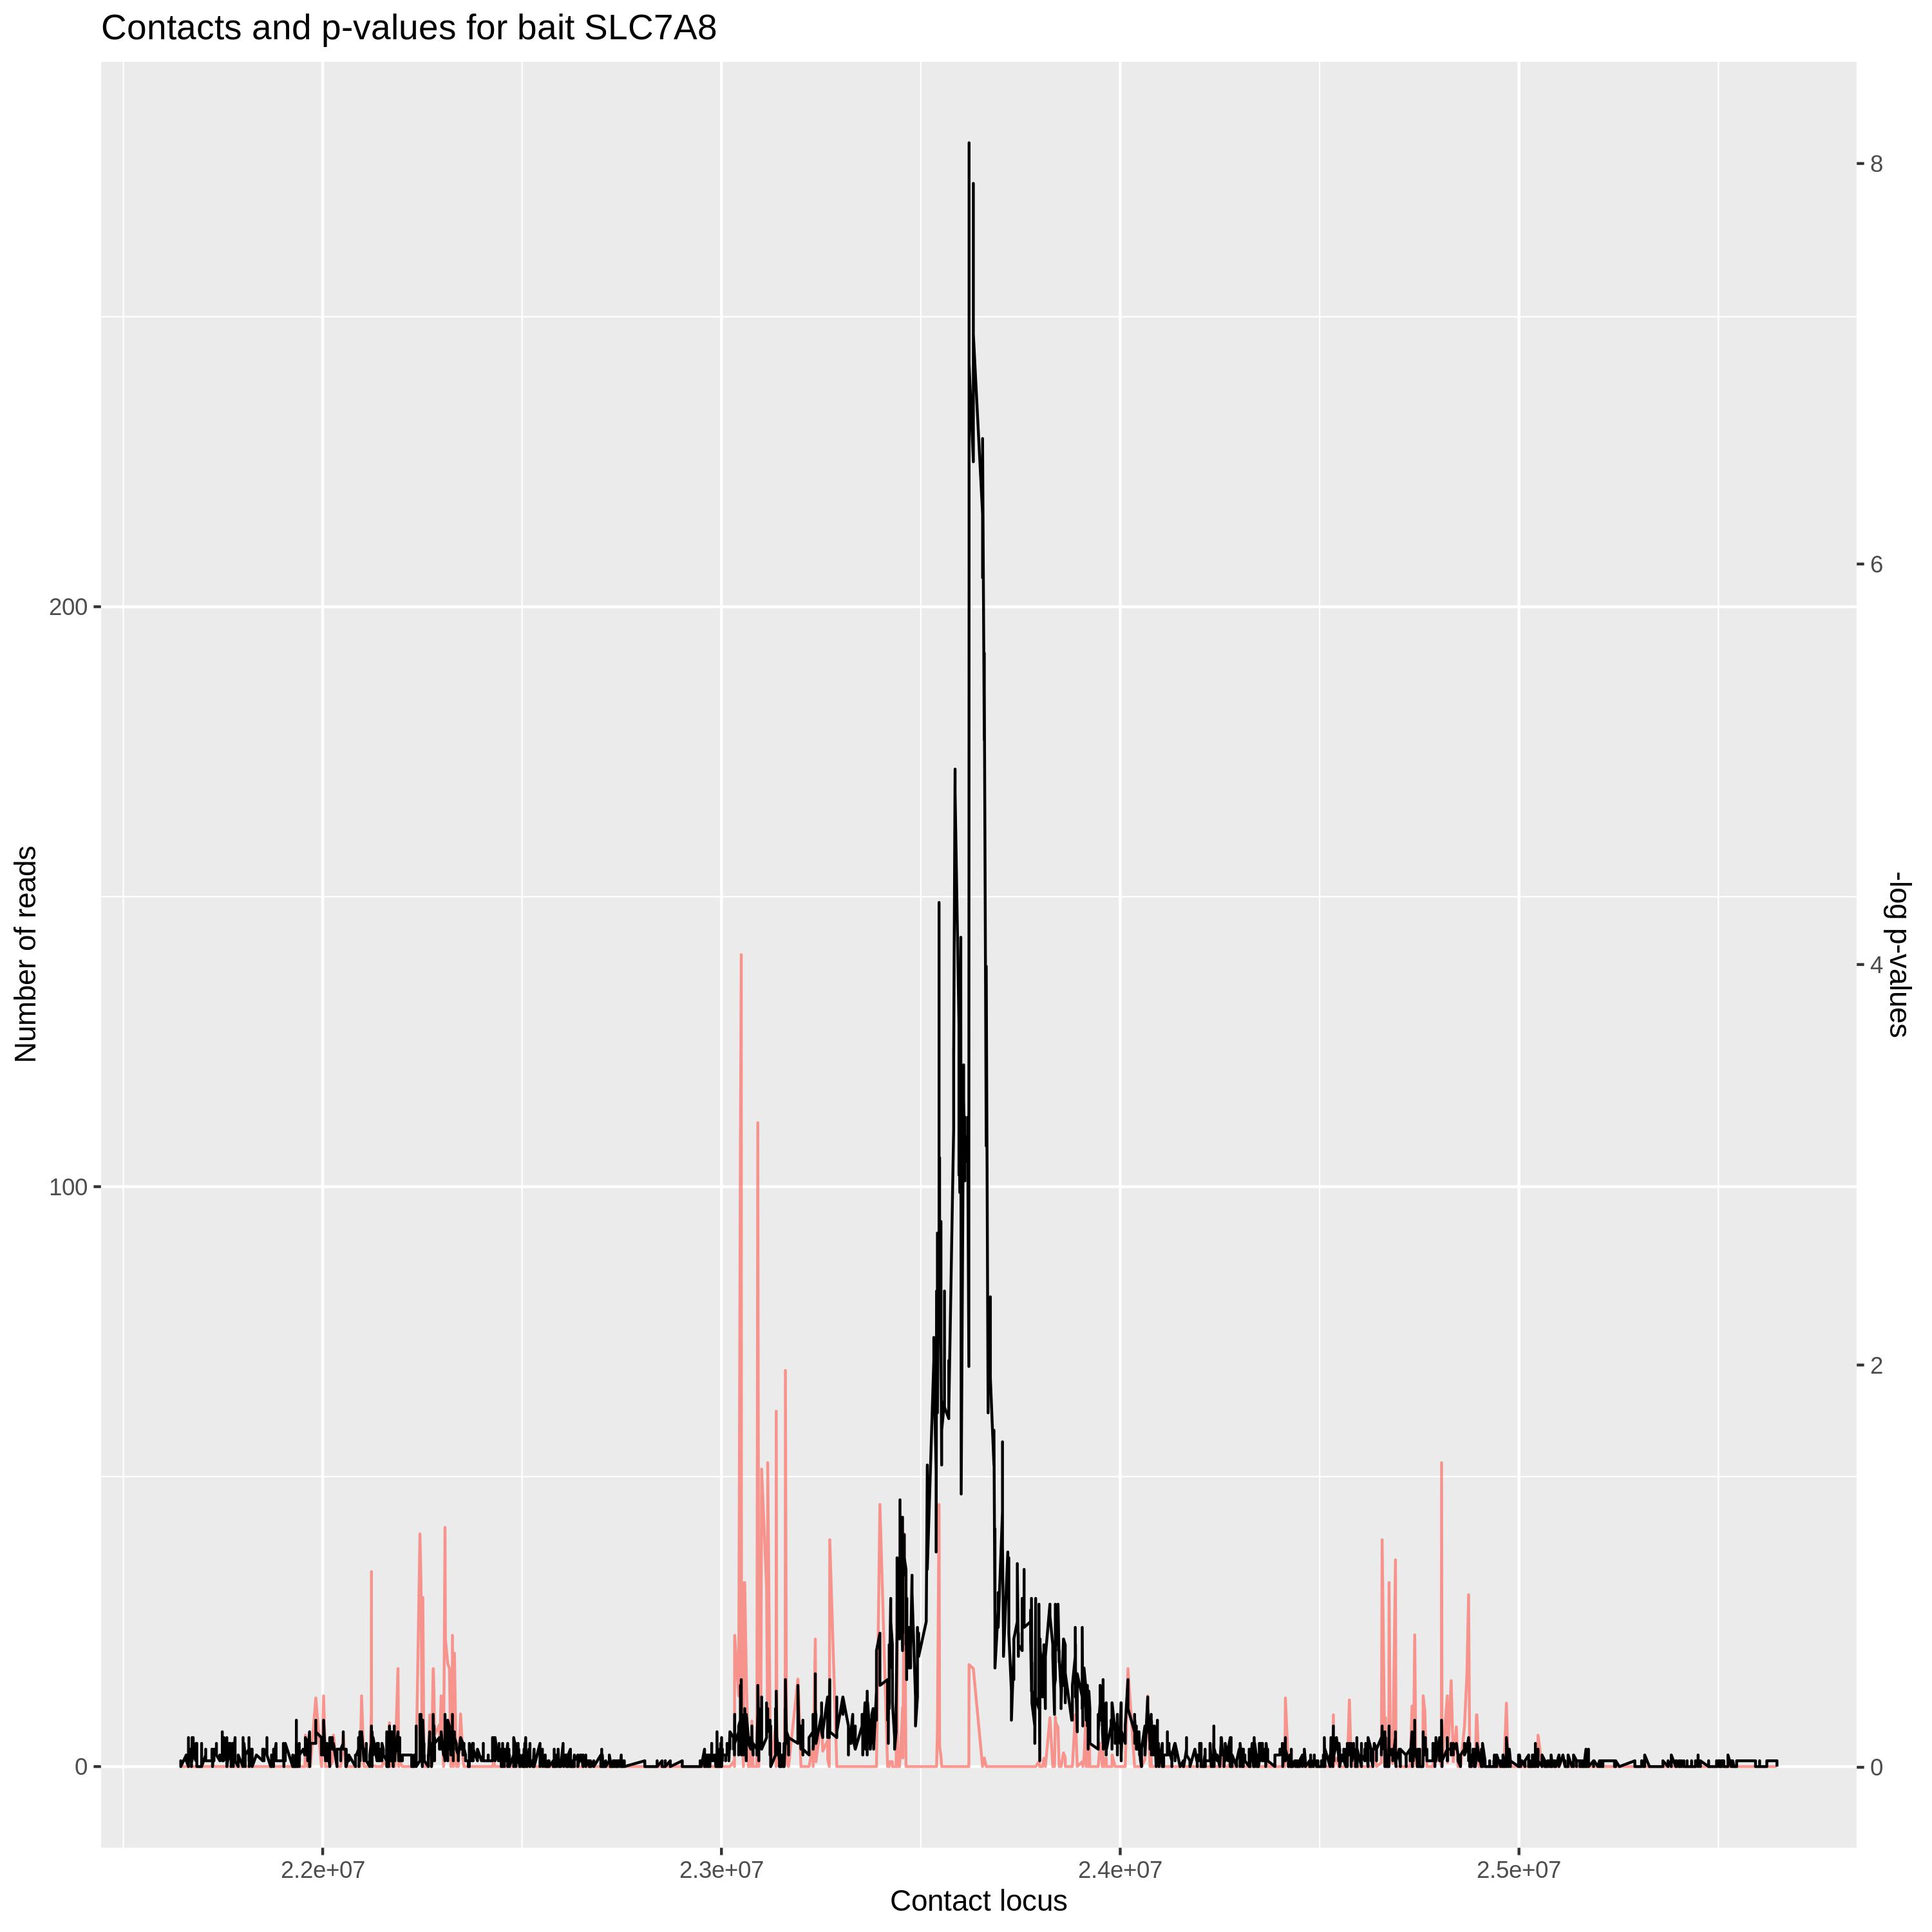 Contacts and p-values for bait SLC7A8
Number of reads
200
100
0
8
6
4
2
0
-log p-values
2.2e+07
2.3e+07
2.4e+07
2.5e+07
Contact locus